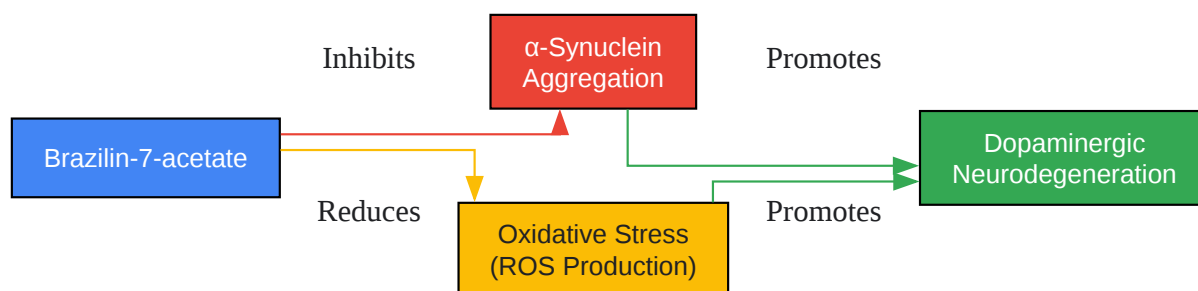 Inhibits
α-Synuclein
Aggregation
Promotes
Brazilin-7-acetate
Dopaminergic
Neurodegeneration
Reduces
Promotes
Oxidative Stress
(ROS Production)